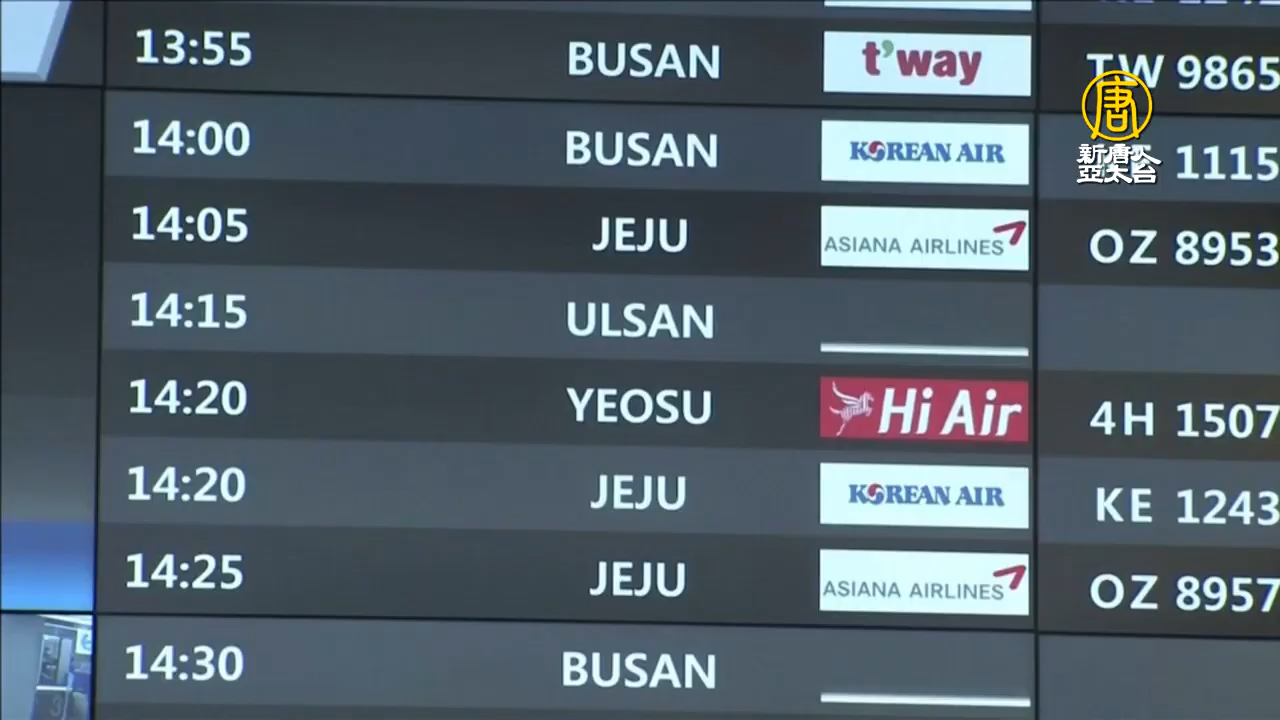 13:55 BUSAN t'way TW 9865
14:00 BUSAN KOREAN AIR 1115
14:05 JEJU ASIANA AIRLINES OZ 8953
14:15 ULSAN
14:20 YEOSU Hi Air 4H 1507
14:20 JEJU KOREAN AIR KE 1243
14:25 JEJU ASIANA AIRLINES OZ 8957
14:30 BUSAN
唐
新唐人
亞太台